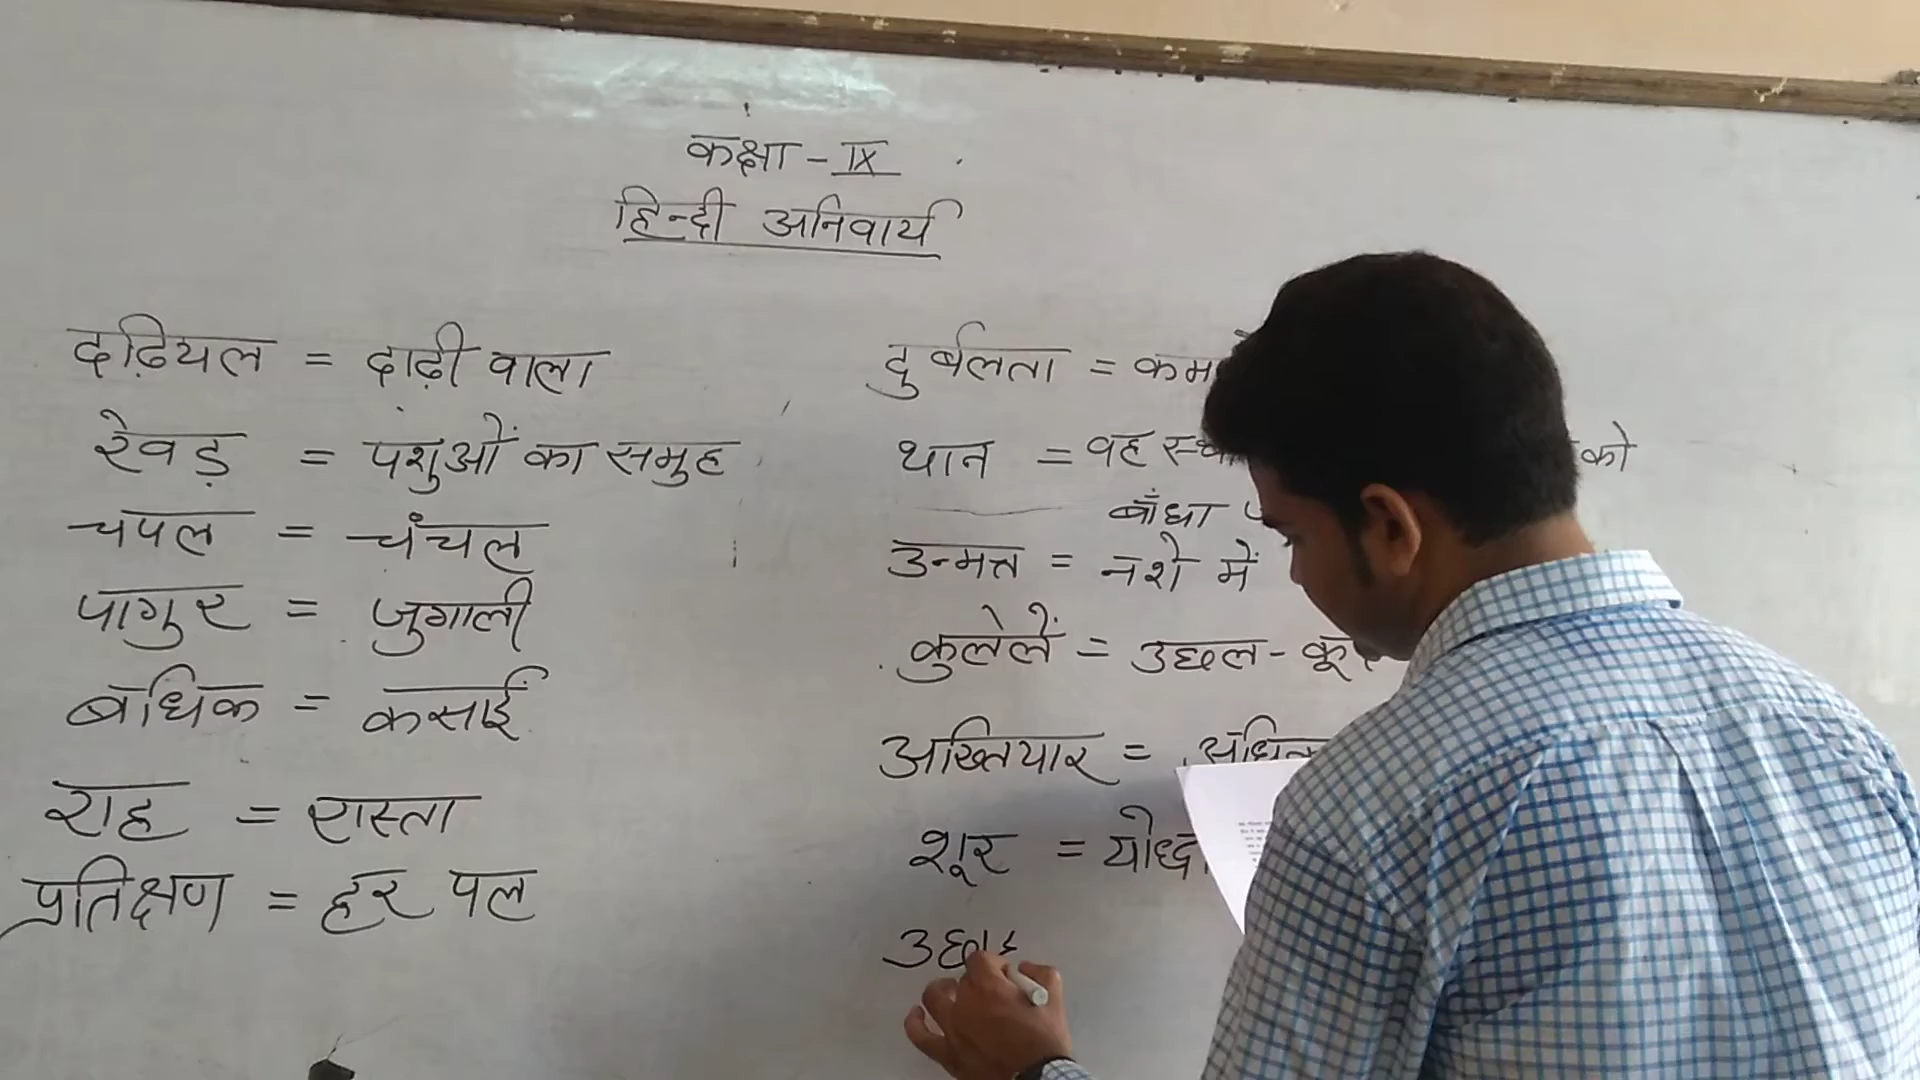 कक्षा - IX
हिन्दी अनिवार्य
दढ़ियल = दाढ़ी वाला
रेवड़ = पशुओं का समुह
चपल = चंचल
पागुर = जुगाली
बधिक = कसाई
राह = रास्ता
प्रतिक्षण = हर पल
दुर्बलता =
थान = वह को
बाँधा
उन्मत्त = नशे में
कुलेलें = उछल-
अख्तियार =
शूर =